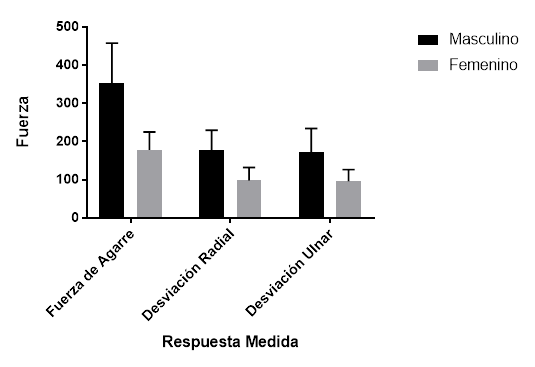 500
400
300
200
100
0
Fuerza
Fuerza de Agarre
Desviación Radial
Desviación Ulnar
Respuesta Medida
Masculino
Femenino